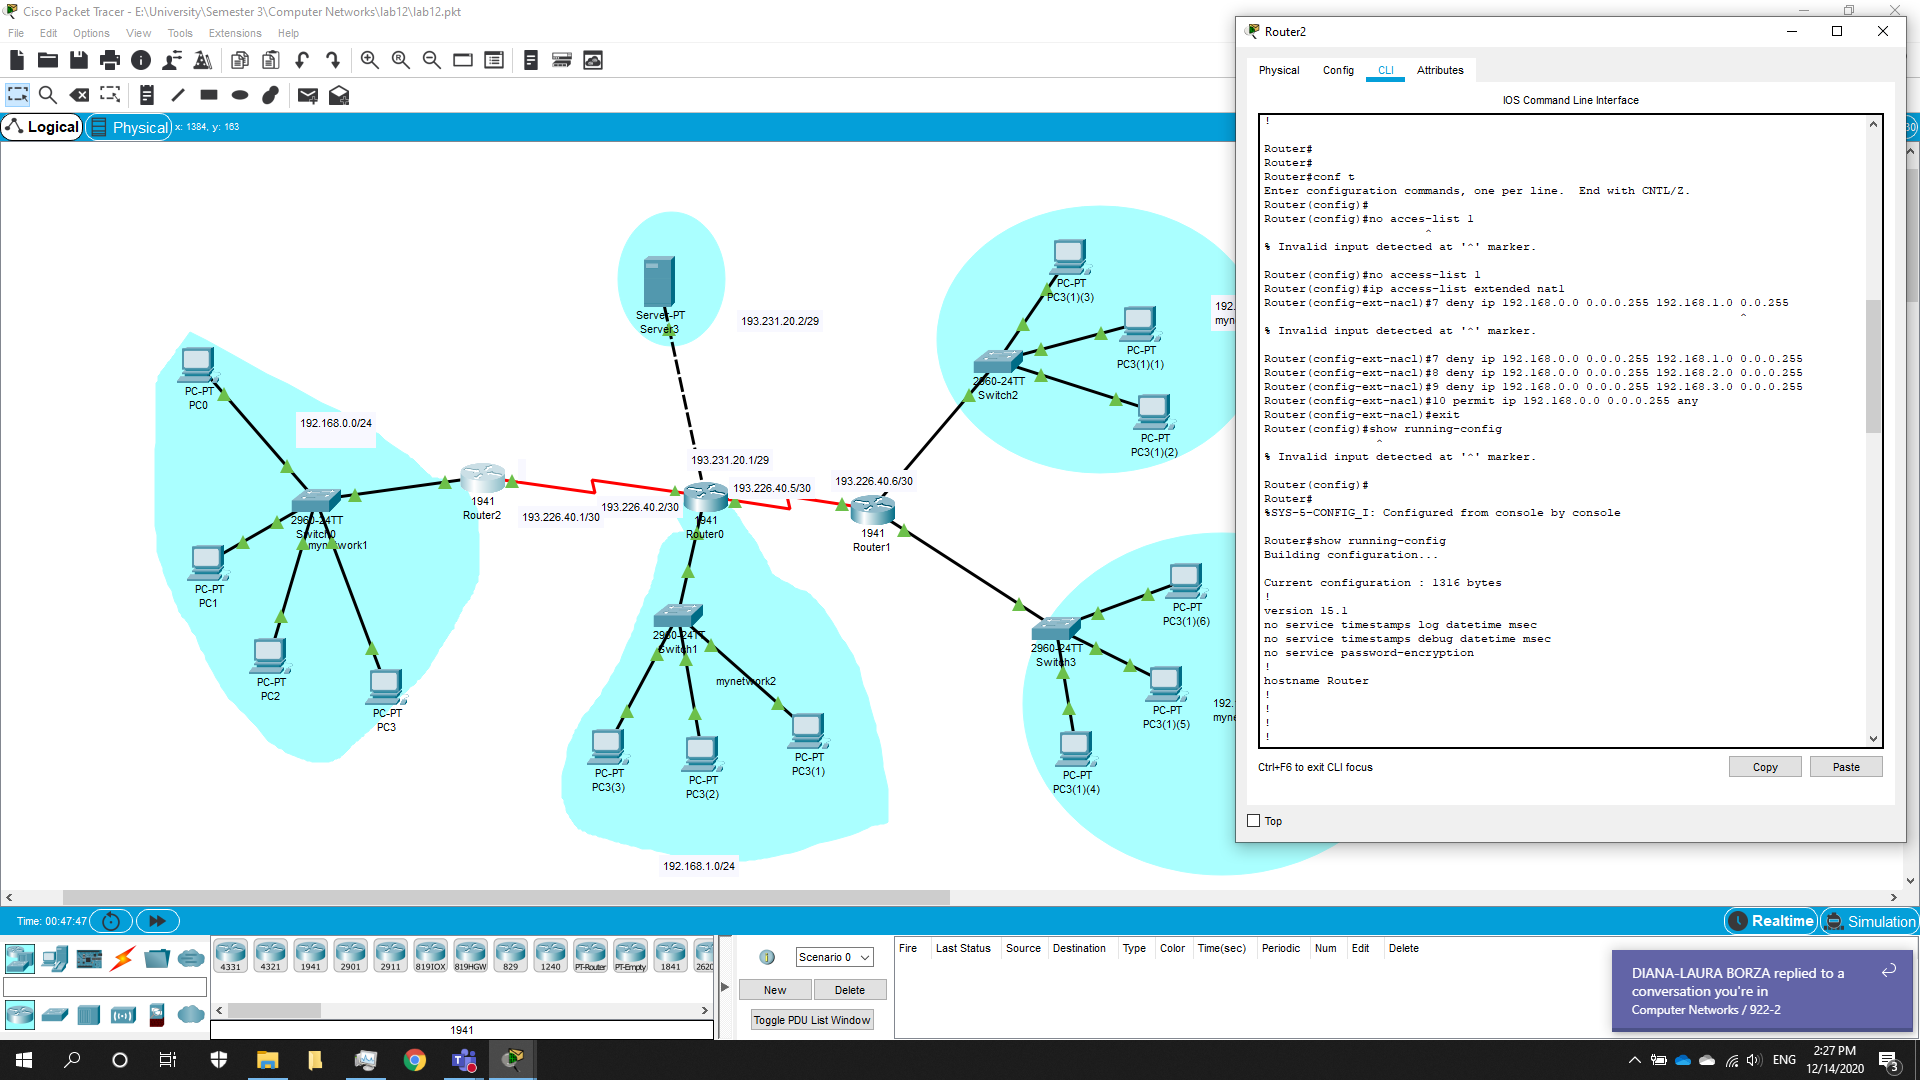 Cisco Packet Tracer - E:\University\Semester 3\Computer Networks\lab12\lab12.pkt
File Edit Options View Tools Extensions Help
Logical
Physical
x: 1384, y: 163
PC-PT
PC0
192.168.0.0/24
2960-24TT
Switch0
mynetwork1
PC-PT
PC1
PC-PT
PC2
PC-PT
PC3
1941
Router2
193.226.40.1/30
193.226.40.2/30
Server-PT
Server3
193.231.20.2/29
193.231.20.1/29
193.226.40.5/30
1941
Router0
193.226.40.6/30
1941
Router1
2960-24TT
Switch1
mynetwork2
PC-PT
PC3(3)
PC-PT
PC3(2)
PC-PT
PC3(1)
192.168.1.0/24
PC-PT
PC3(1)(3)
PC-PT
PC3(1)(1)
2960-24TT
Switch2
PC-PT
PC3(1)(2)
192.
myn
PC-PT
PC3(1)(6)
2960-24TT
Switch3
PC-PT
PC3(1)(5)
PC-PT
PC3(1)(4)
192.
myne
Router2
Physical Config CLI Attributes
IOS Command Line Interface
!
Router#
Router#
Router#conf t
Enter configuration commands, one per line.  End with CNTL/Z.
Router(config)#
Router(config)#no acces-list 1
^
% Invalid input detected at '^' marker.
Router(config)#no access-list 1
Router(config)#ip access-list extended nat1
Router(config-ext-nacl)#7 deny ip 192.168.0.0 0.0.0.255 192.168.1.0 0.0.255
^
% Invalid input detected at '^' marker.
Router(config-ext-nacl)#7 deny ip 192.168.0.0 0.0.0.255 192.168.1.0 0.0.0.255
Router(config-ext-nacl)#8 deny ip 192.168.0.0 0.0.0.255 192.168.2.0 0.0.0.255
Router(config-ext-nacl)#9 deny ip 192.168.0.0 0.0.0.255 192.168.3.0 0.0.0.255
Router(config-ext-nacl)#10 permit ip 192.168.0.0 0.0.0.255 any
Router(config-ext-nacl)#exit
Router(config)#show running-config
^
% Invalid input detected at '^' marker.
Router(config)#
Router#
%SYS-5-CONFIG_I: Configured from console by console
Router#show running-config
Building configuration...
Current configuration : 1316 bytes
!
version 15.1
no service timestamps log datetime msec
no service timestamps debug datetime msec
no service password-encryption
!
hostname Router
!
!
!
!
Ctrl+F6 to exit CLI focus
Copy
Paste
Top
Time: 00:47:47
Realtime
Simulation
4331 4321 1941 2901 2911 819IOX 819HGW 829 1240 PT-Router PT-Empty 1841 2620
1941
Scenario 0
New
Delete
Toggle PDU List Window
Fire Last Status Source Destination Type Color Time(sec) Periodic Num Edit Delete
DIANA-LAURA BORZA replied to a
conversation you're in
Computer Networks / 922-2
ENG
2:27 PM
12/14/2020
3